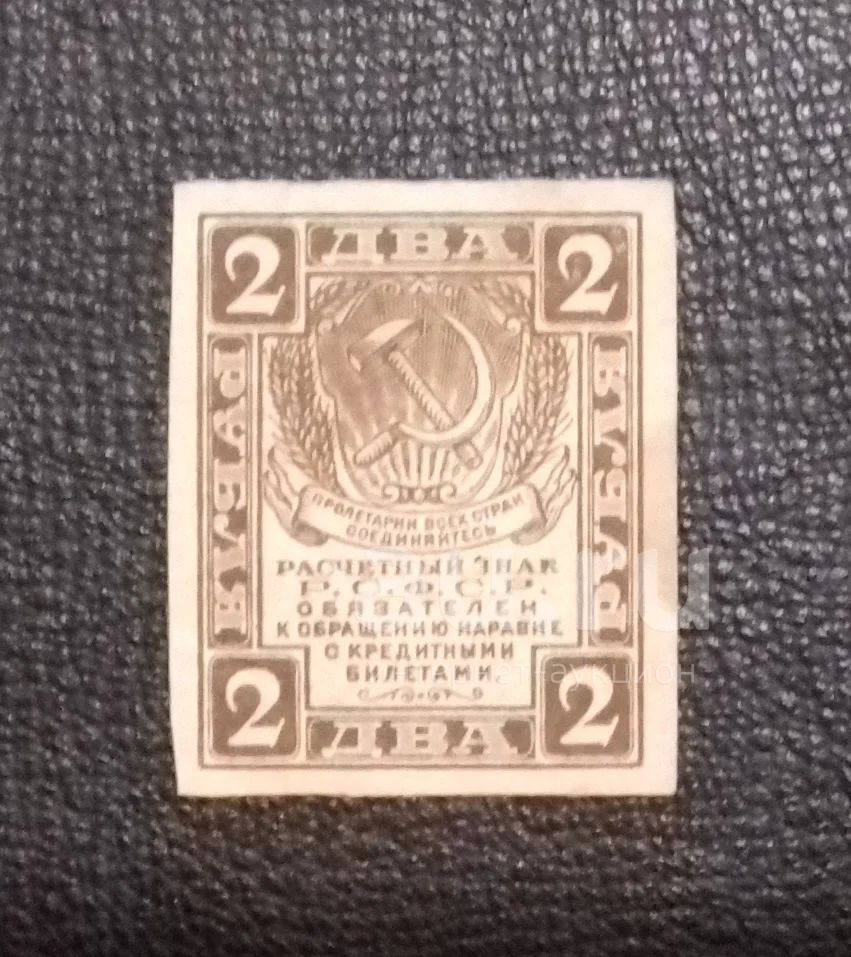 2 ДВА 2
РУБЛЯ
РУБЛЯ
ПРОЛЕТАРИИ ВСЕХ СТРАН
СОЕДИНЯЙТЕСЬ
РАСЧЕТНЫЙ ЗНАК
Р.С.Ф.С.Р.
ОБЯЗАТЕЛЕН
К ОБРАЩЕНИЮ НАРАВНЕ
С КРЕДИТНЫМИ
БИЛЕТАМИ
2 ДВА 2